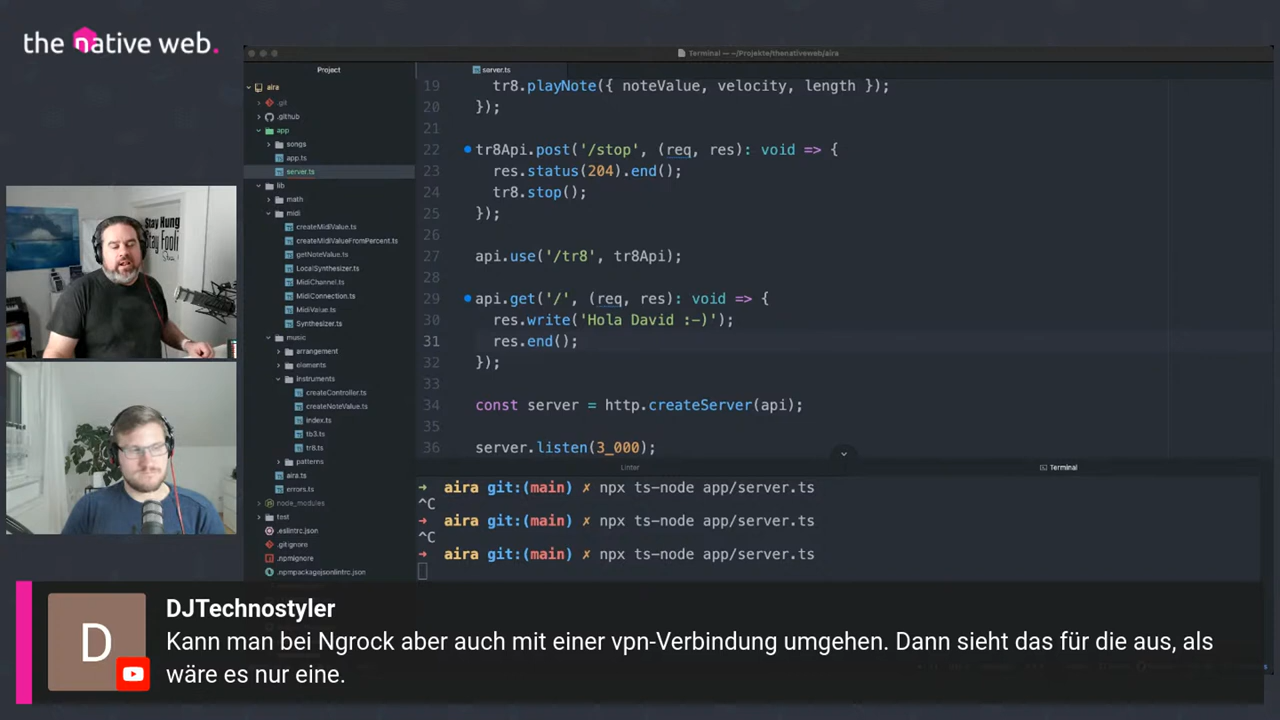 the native web.
Terminal — ~/Projekte/thenativeweb/aira
Project
server.ts
aira
.git
.github
app
songs
app.ts
server.ts
lib
math
midi
createMidiValue.ts
createMidiValueFromPercent.ts
getNoteValue.ts
LocalSynthesizer.ts
MidiChannel.ts
MidiConnection.ts
MidiValue.ts
Synthesizer.ts
music
arrangement
elements
instruments
createController.ts
createNoteValue.ts
index.ts
tb3.ts
tr8.ts
patterns
aira.ts
errors.ts
node_modules
test
.eslintrc.json
.gitignore
.npmignore
.npmpackagejsonlintrc.json
19 tr8.playNote({ noteValue, velocity, length });
20 });
21
22 tr8Api.post('/stop', (req, res): void => {
23 res.status(204).end();
24 tr8.stop();
25 });
26
27 api.use('/tr8', tr8Api);
28
29 api.get('/', (req, res): void => {
30 res.write('Hola David :-)');
31 res.end();
32 });
33
34 const server = http.createServer(api);
35
36 server.listen(3_000);
Linter
Terminal
→ aira git:(main) ✗ npx ts-node app/server.ts
^C
→ aira git:(main) ✗ npx ts-node app/server.ts
^C
→ aira git:(main) ✗ npx ts-node app/server.ts
Stay Hung
Stay Foolis
D
DJTechnostyler
Kann man bei Ngrock aber auch mit einer vpn-Verbindung umgehen. Dann sieht das für die aus, als
wäre es nur eine.